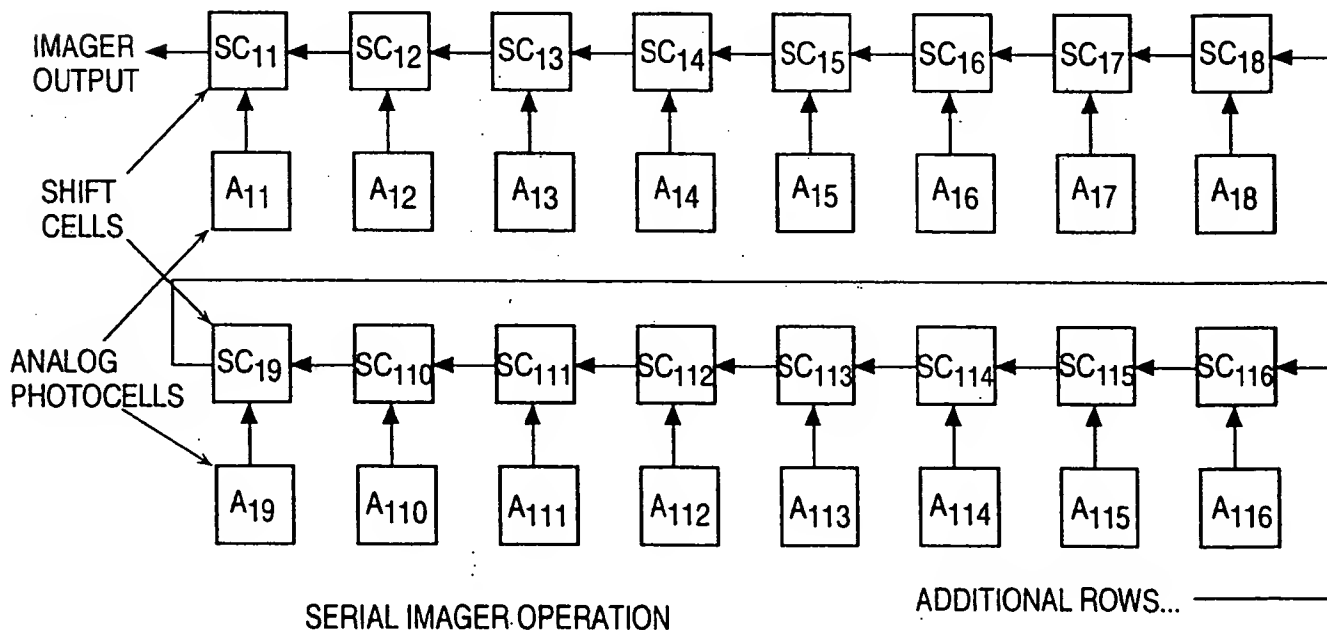 IMAGER
OUTPUT
SC11 SC12 SC13 SC14 SC15 SC16 SC17 SC18
SHIFT
CELLS
A11 A12 A13 A14 A15 A16 A17 A18
ANALOG
PHOTOCELLS
SC19 SC110 SC111 SC112 SC113 SC114 SC115 SC116
A19 A110 A111 A112 A113 A114 A115 A116
SERIAL IMAGER OPERATION
ADDITIONAL ROWS...